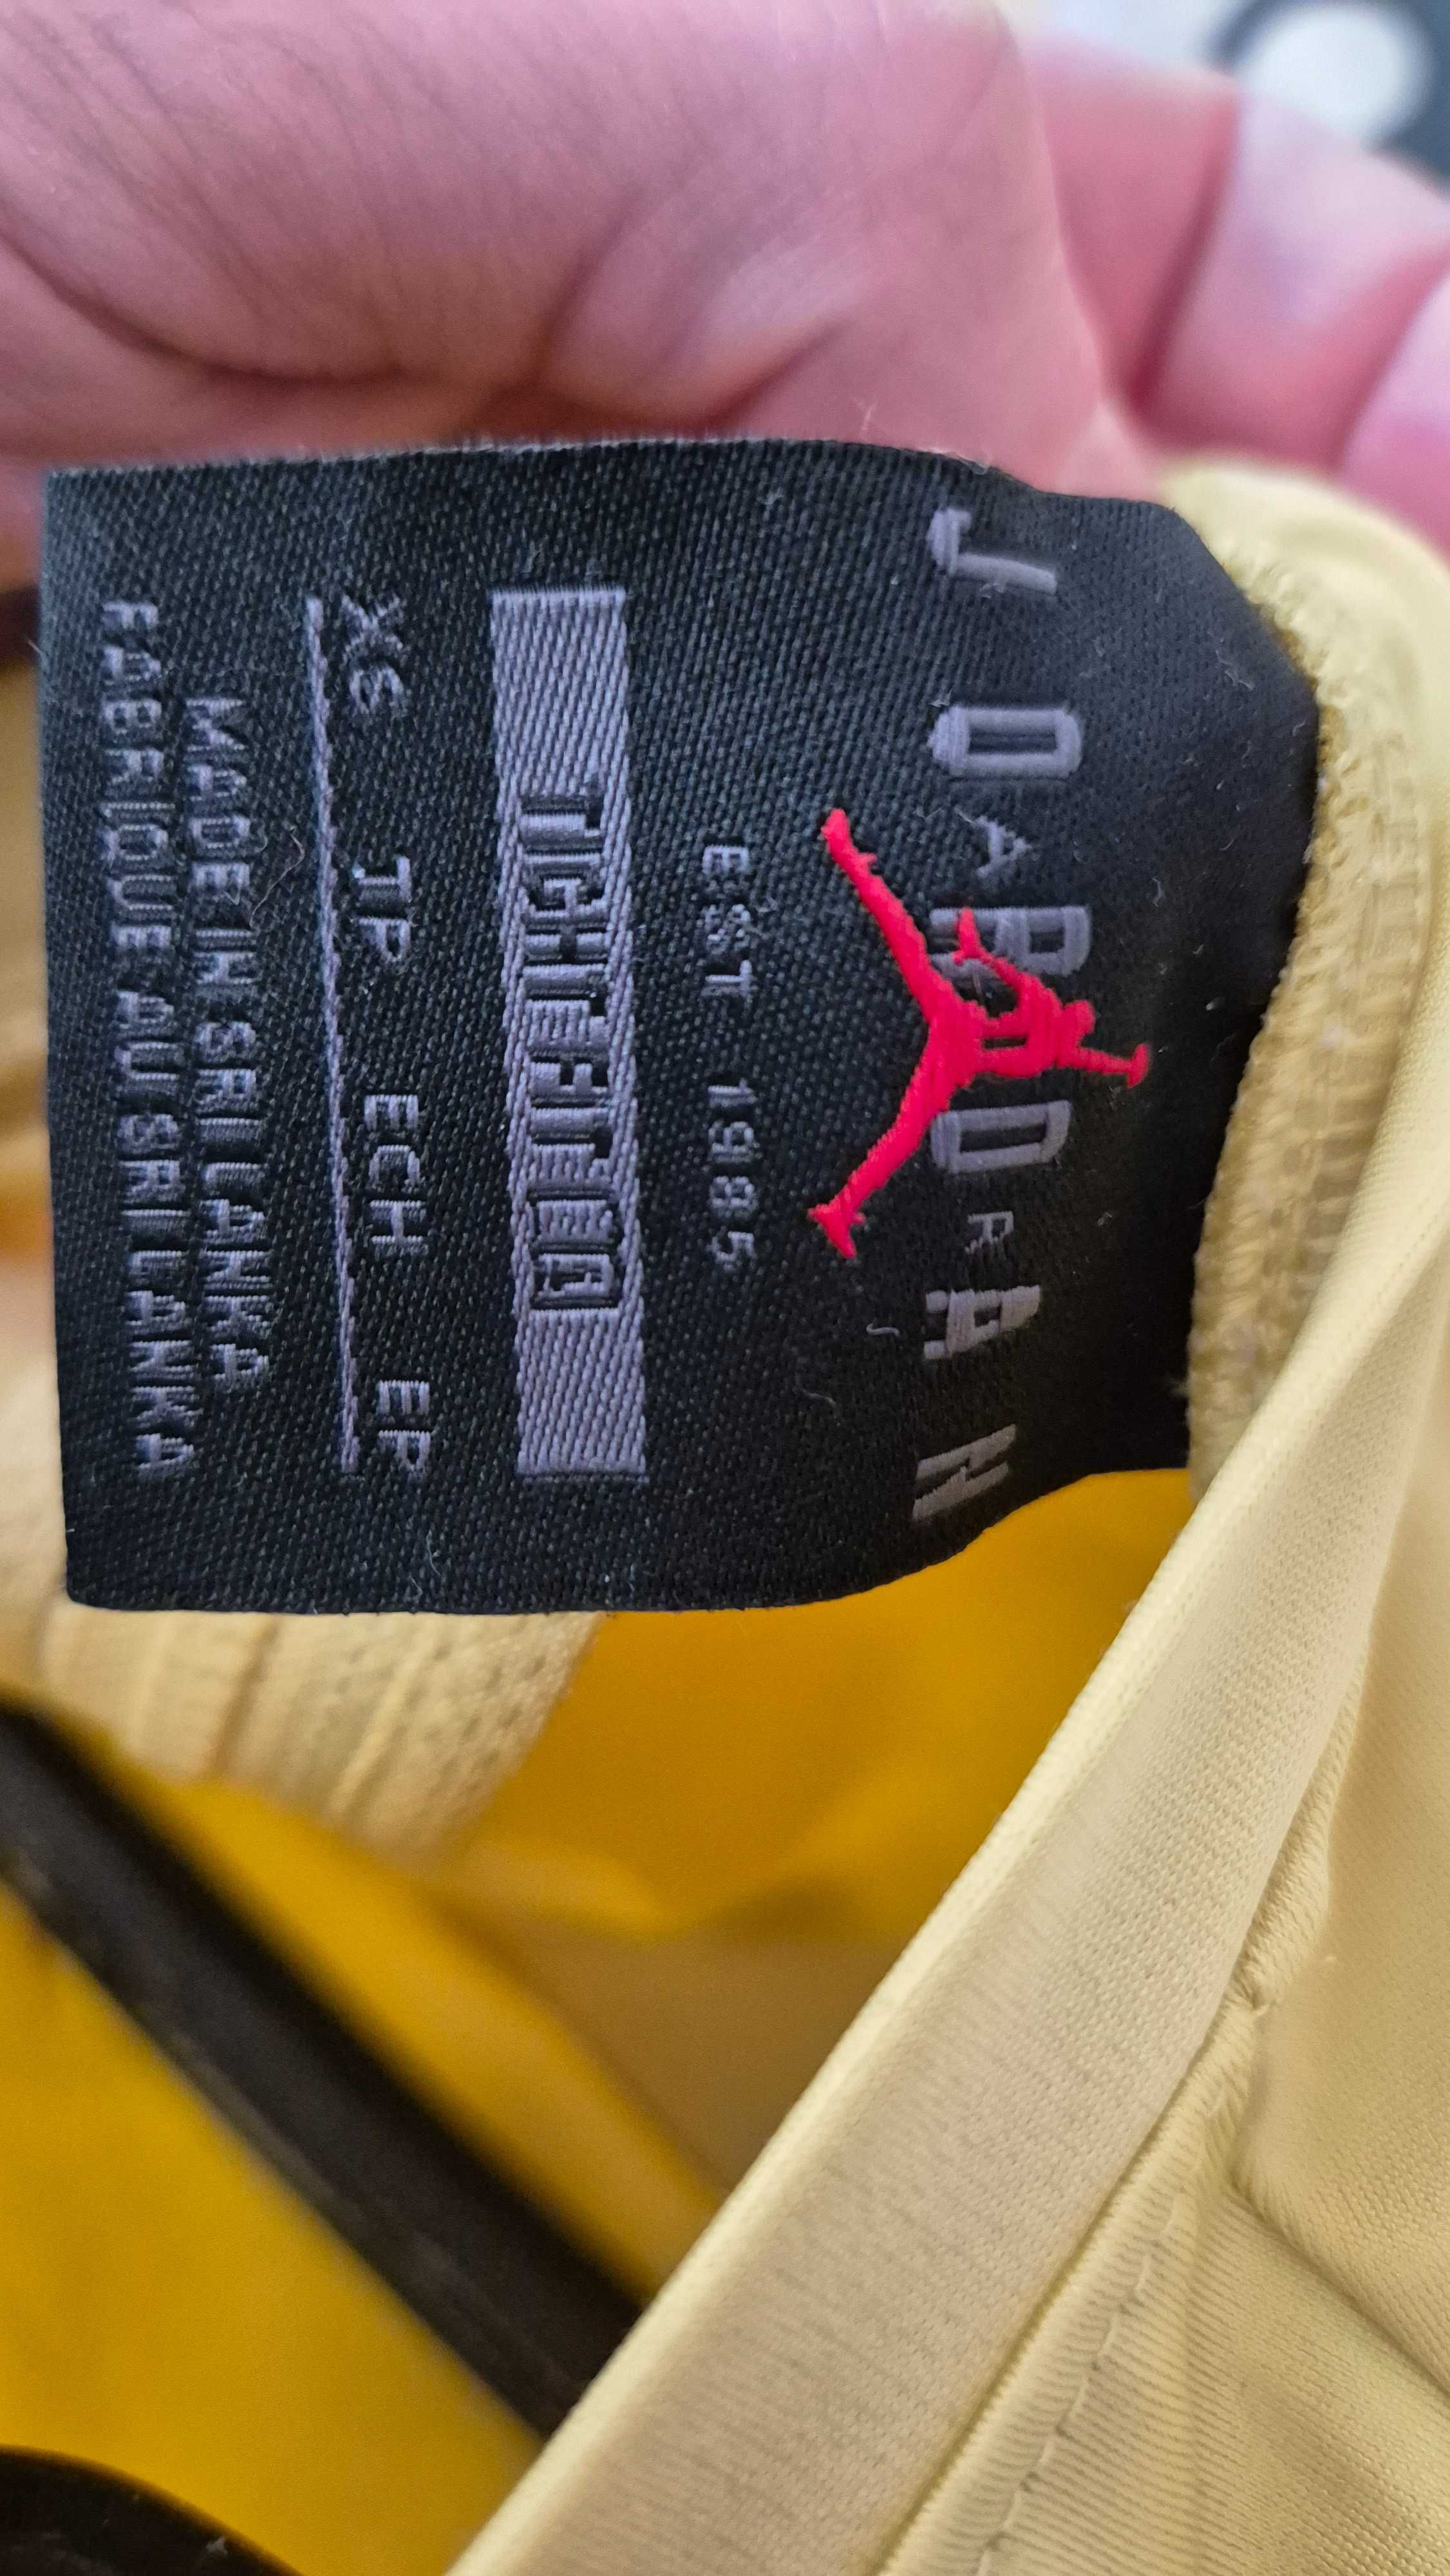 JORDAN
EST 1985
TIGHT FIT A
XS TP ECH EP
MADE IN SRI LANKA
FABRIQUE AU SRI LANKA